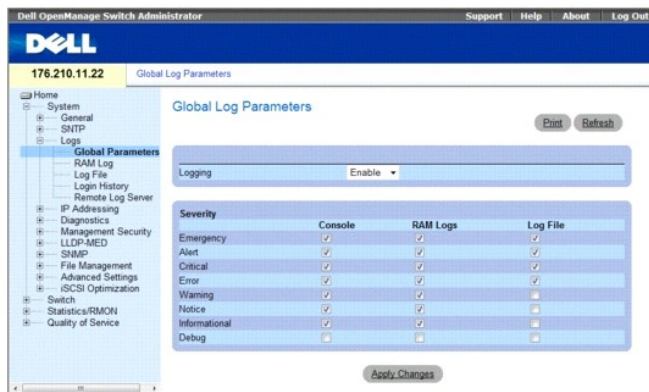 Dell OpenManage Switch Administrator
Support Help About Log Out
DELL
176.210.11.22
Global Log Parameters
Home
System
General
SNTP
Logs
Global Parameters
RAM Log
Log File
Login History
Remote Log Server
IP Addressing
Diagnostics
Management Security
LLDP-MED
SNMP
File Management
Advanced Settings
iSCSI Optimization
Switch
Statistics/RMON
Quality of Service
Global Log Parameters
Print Refresh
Logging Enable
Severity
Console RAM Logs Log File
Emergency
Alert
Critical
Error
Warning
Notice
Informational
Debug
Apply Changes